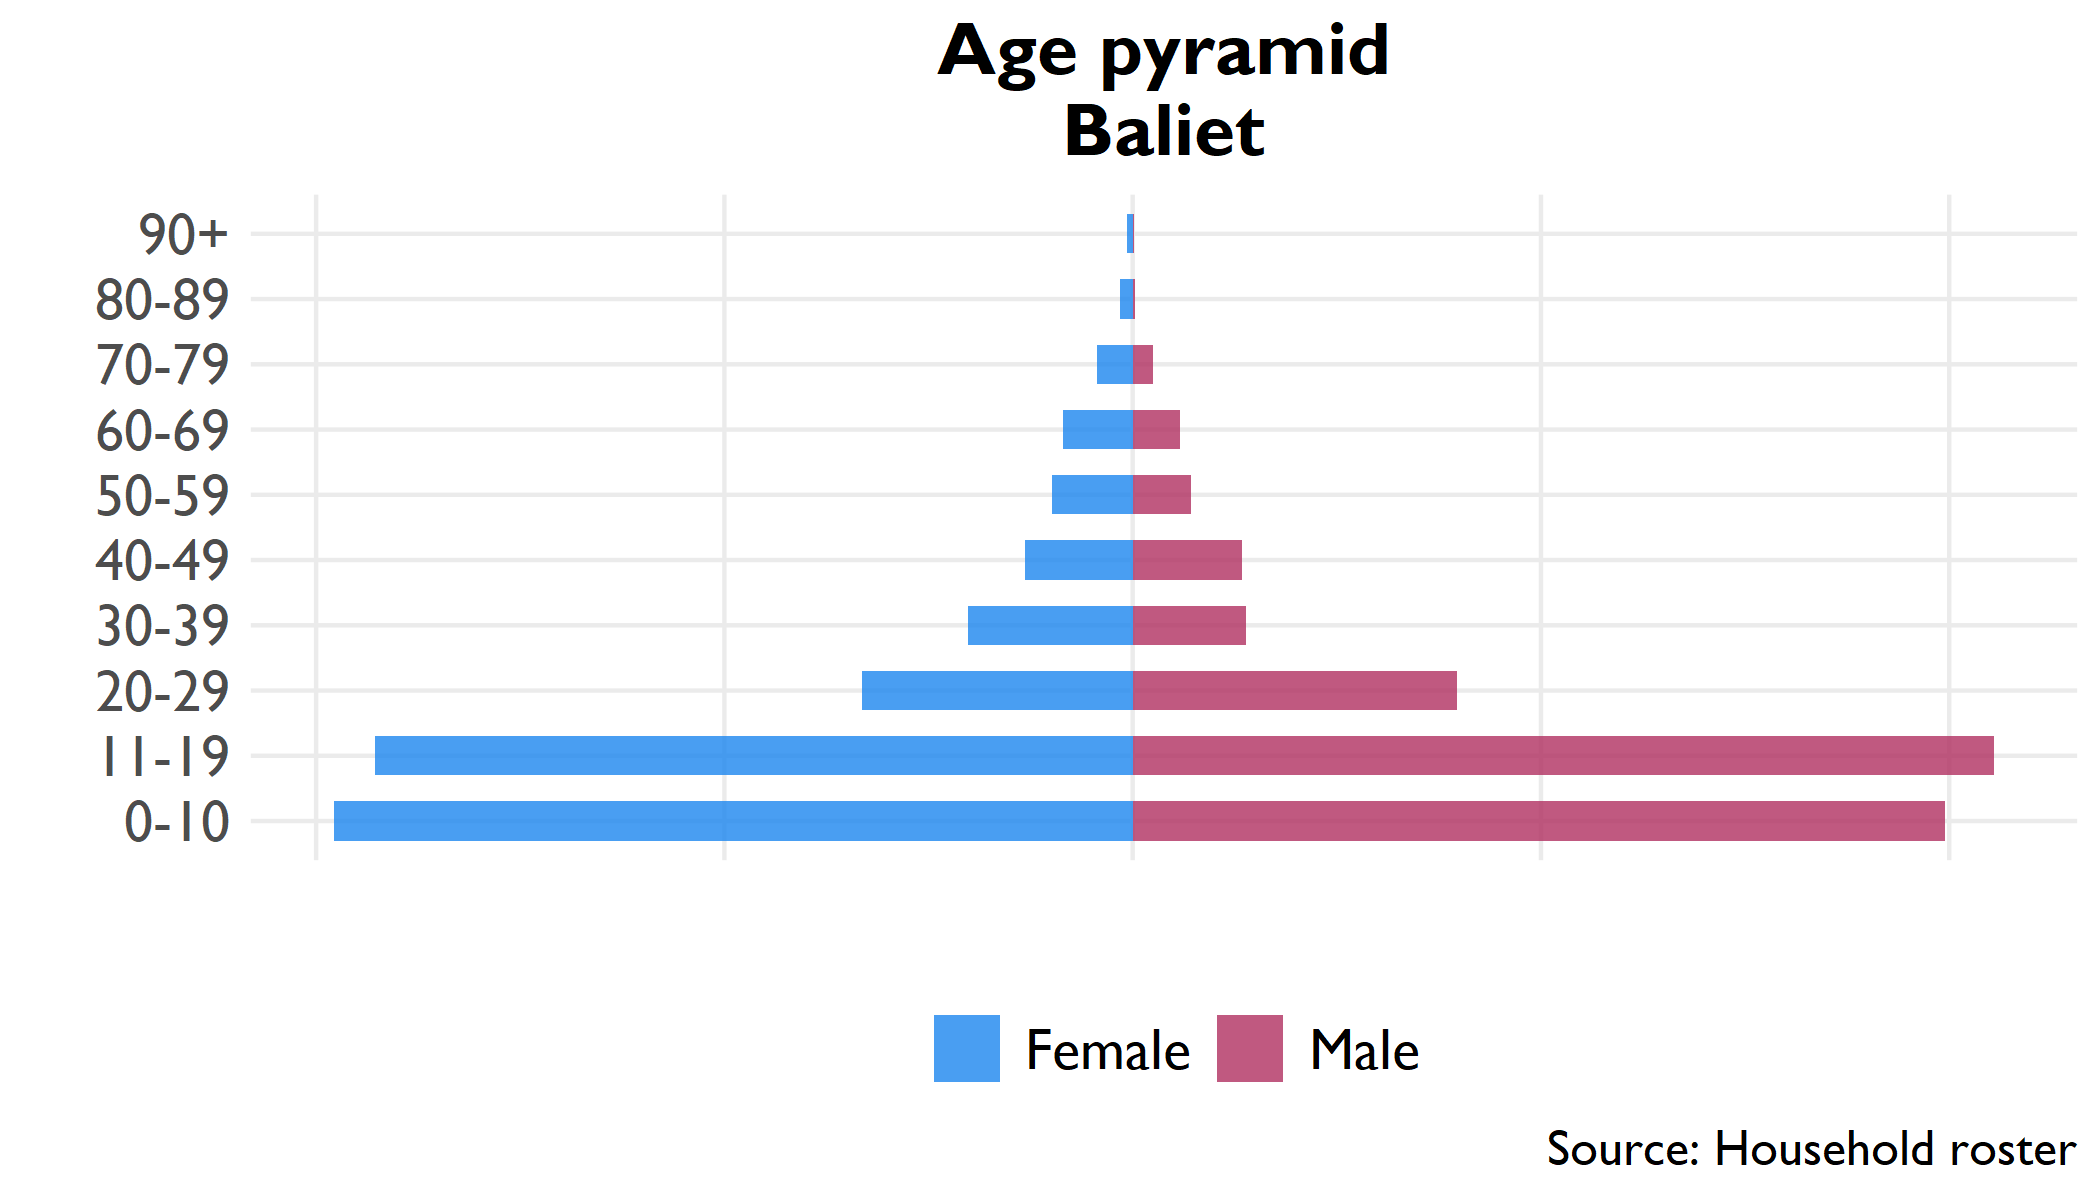 Age pyramid
Baliet
90+
80-89
70-79
60-69
50-59
40-49
30-39
20-29
11-19
0-10
Female Male
Source: Household roster